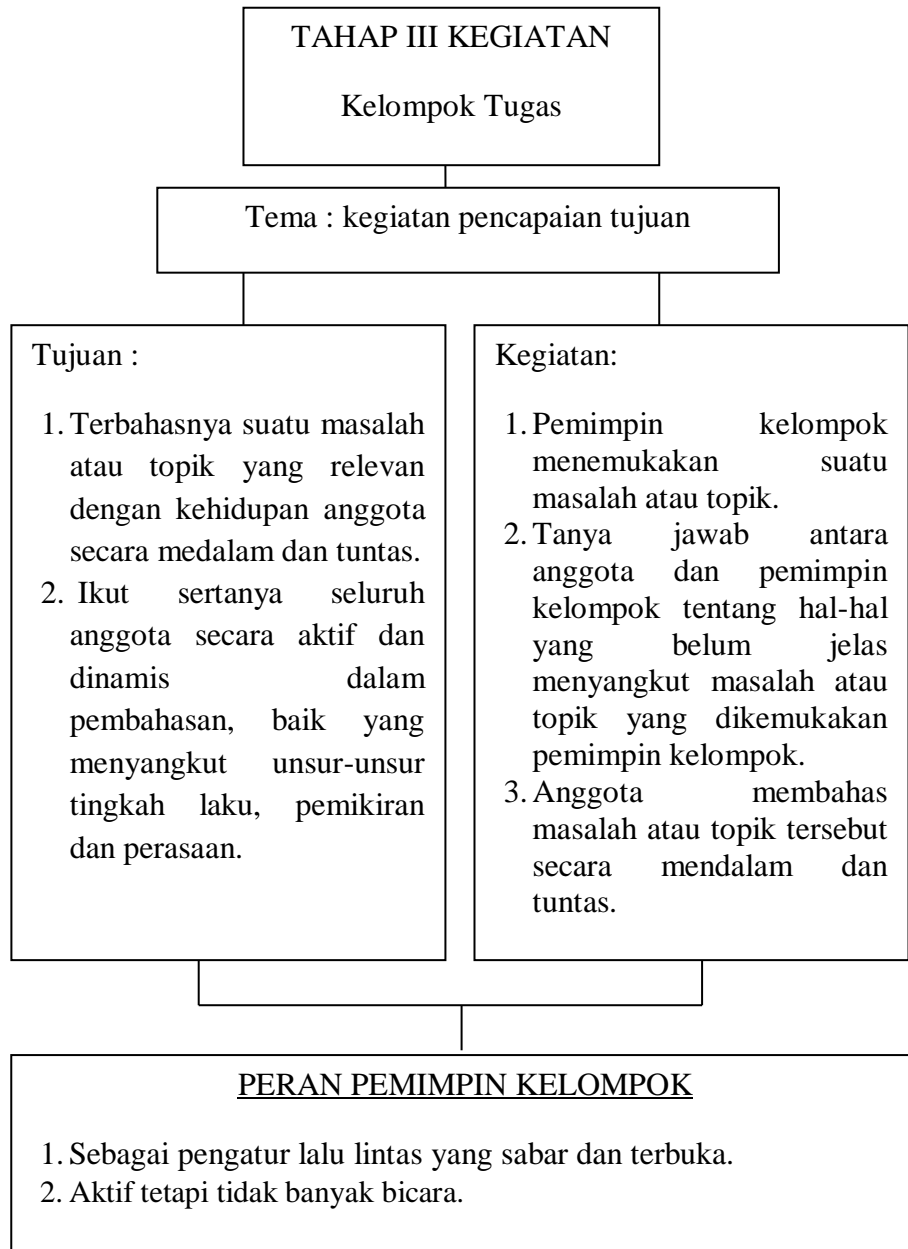 TAHAP III KEGIATAN
Kelompok Tugas
Tema : kegiatan pencapaian tujuan
Tujuan :
1. Terbahasnya suatu masalah
atau topik yang relevan
dengan kehidupan anggota
secara medalam dan tuntas.
2. Ikut sertanya seluruh
anggota secara aktif dan
dinamis dalam
pembahasan, baik yang
menyangkut unsur-unsur
tingkah laku, pemikiran
dan perasaan.
Kegiatan:
1. Pemimpin kelompok
menemukakan suatu
masalah atau topik.
2. Tanya jawab antara
anggota dan pemimpin
kelompok tentang hal-hal
yang belum jelas
menyangkut masalah atau
topik yang dikemukakan
pemimpin kelompok.
3. Anggota membahas
masalah atau topik tersebut
secara mendalam dan
tuntas.
PERAN PEMIMPIN KELOMPOK
1. Sebagai pengatur lalu lintas yang sabar dan terbuka.
2. Aktif tetapi tidak banyak bicara.